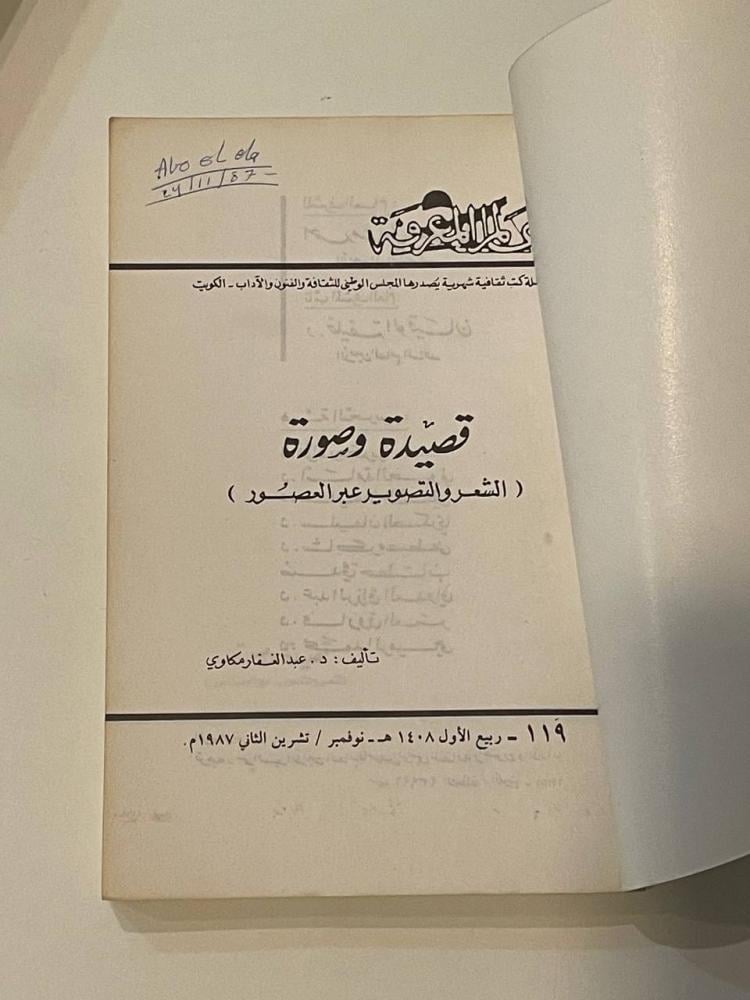 Abo El ela
24/11/87
عالم المعرفة
سلسلة كتب ثقافية شهرية يصدرها المجلس الوطني للثقافة والفنون والآداب - الكويت
قصيدة وصورة
(الشعر والتصوير عبر العصور)
تأليف: د. عبدالغفار مكاوي
١١٩ - ربيع الأول ١٤٠٨ هـ - نوفمبر / تشرين الثاني ١٩٨٧م.